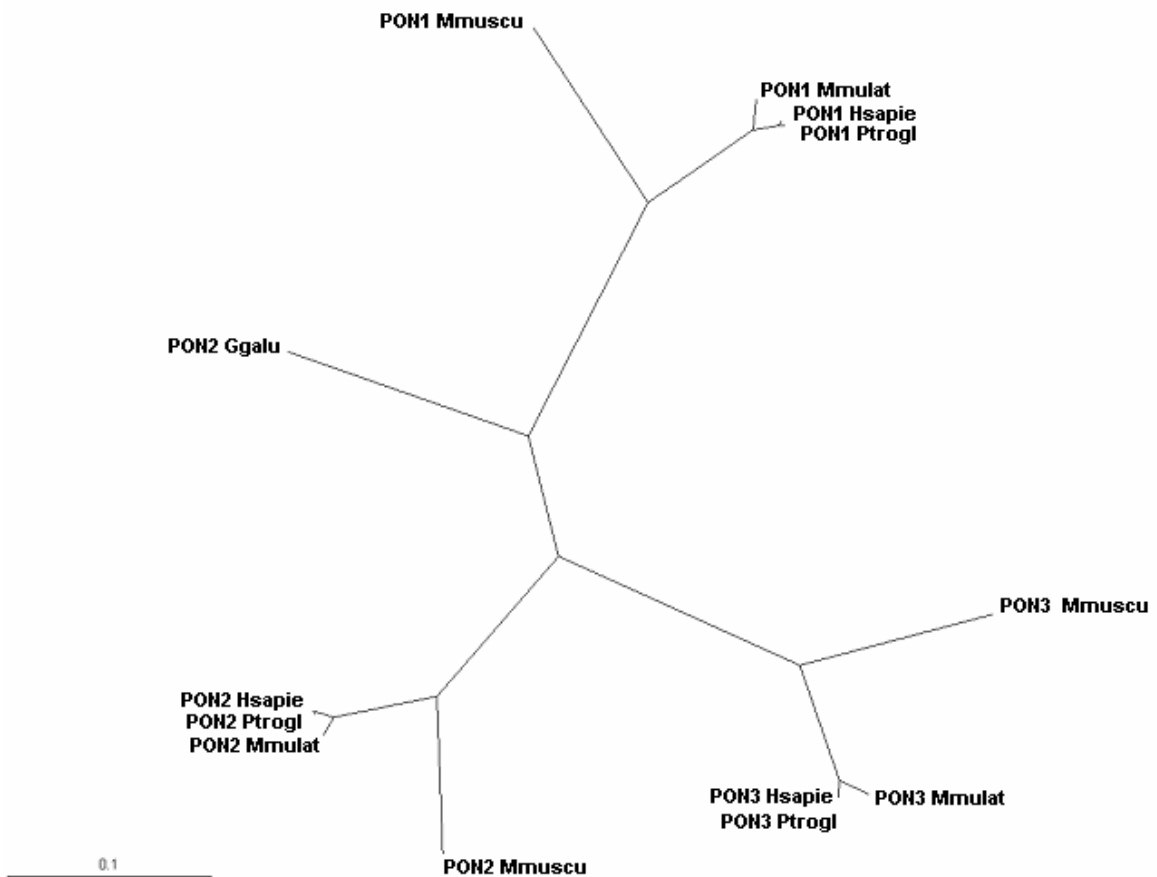 PON1 Mmuscu
PON1 Mmulat
PON1 Hsapie
PON1 Ptrogl
PON2 Ggalu
PON3 Mmuscu
PON2 Hsapie
PON2 Ptrogl
PON2 Mmulat
PON3 Hsapie
PON3 Mmulat
PON3 Ptrogl
PON2 Mmuscu
0.1